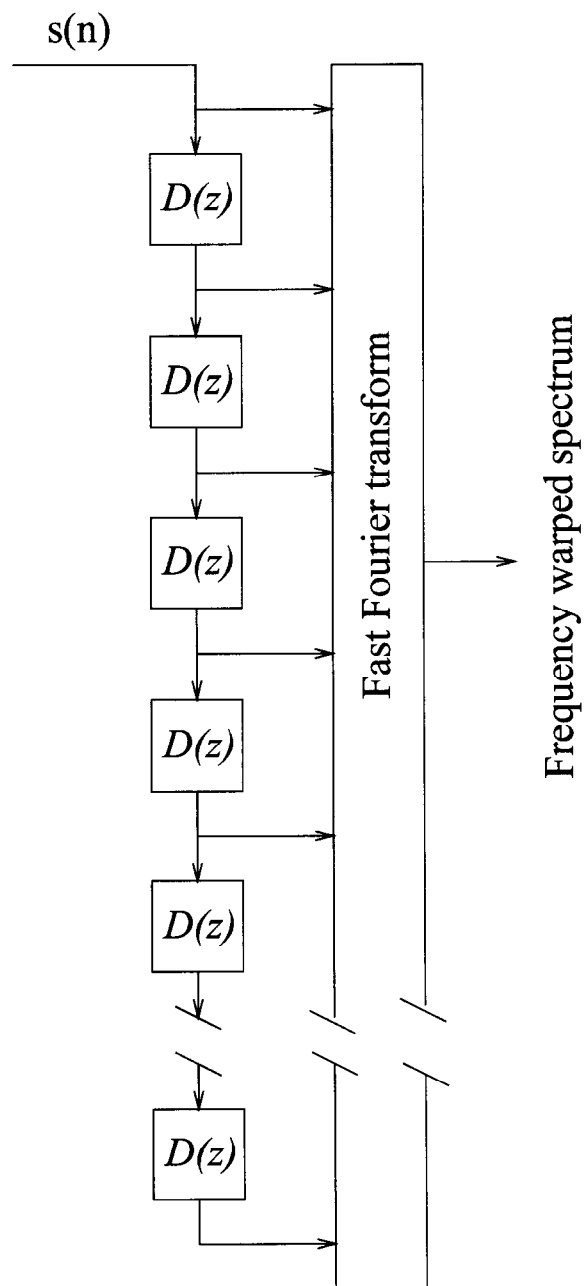 s(n)
D(z)
D(z)
D(z)
D(z)
D(z)
D(z)
Fast Fourier transform
Frequency warped spectrum